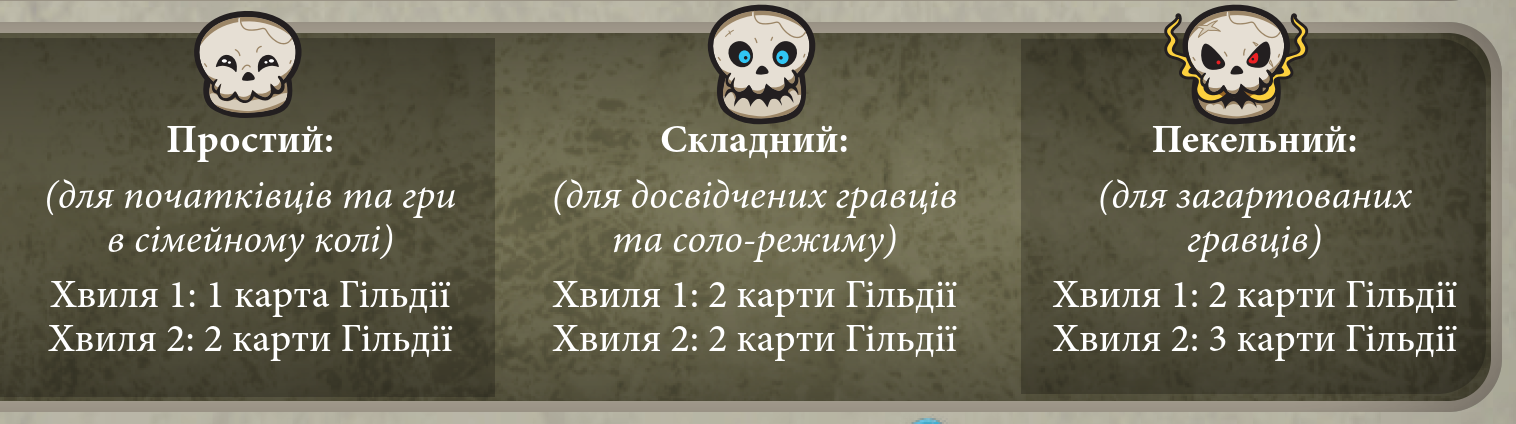 Простий:
(для початківців та гри
в сімейному колі)
Хвиля 1: 1 карта Гільдії
Хвиля 2: 2 карти Гільдії
Складний:
(для досвідчених гравців
та соло-режиму)
Хвиля 1: 2 карти Гільдії
Хвиля 2: 2 карти Гільдії
Пекельний:
(для загартованих
гравців)
Хвиля 1: 2 карти Гільдії
Хвиля 2: 3 карти Гільдії